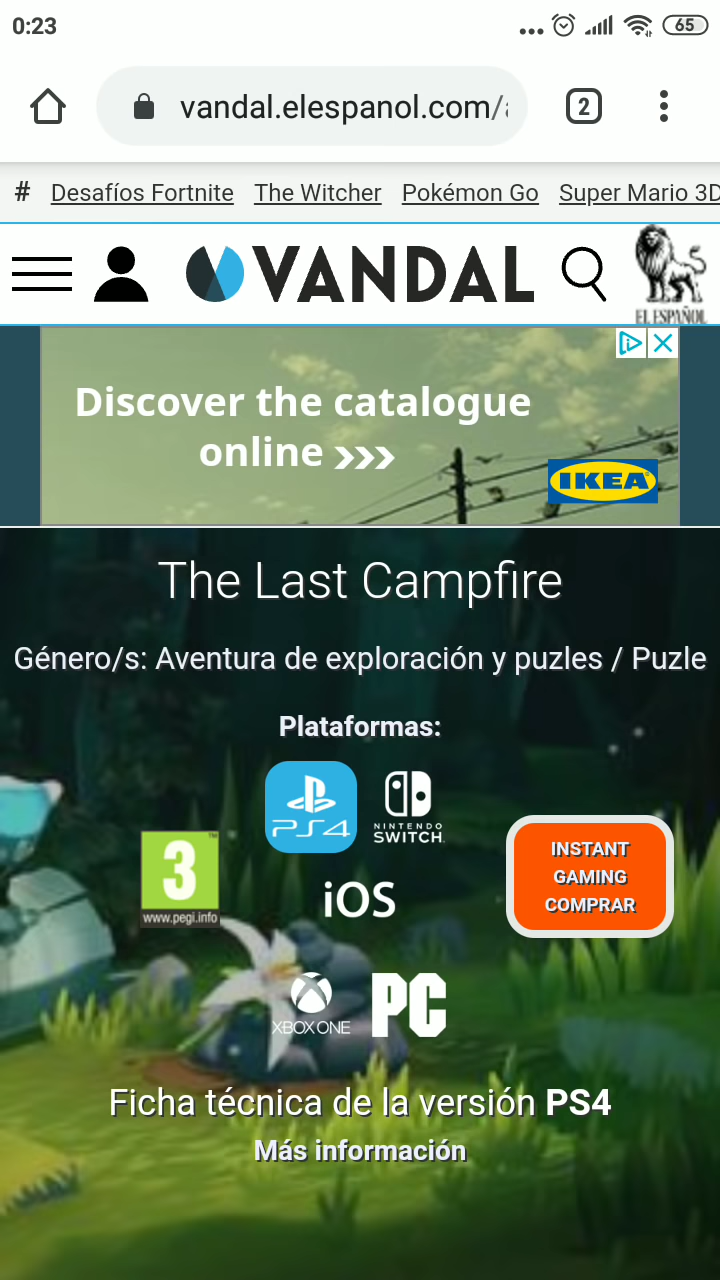 0:23
65
vandal.elespanol.com/
2
# Desafíos Fortnite The Witcher Pokémon Go Super Mario 3D
VANDAL
EL ESPAÑOL
Discover the catalogue
online
IKEA
The Last Campfire
Género/s: Aventura de exploración y puzles / Puzle
Plataformas:
PS4
NINTENDO
SWITCH
3
www.pegi.info
iOS
INSTANT
GAMING
COMPRAR
XBOX ONE
PC
Ficha técnica de la versión PS4
Más información